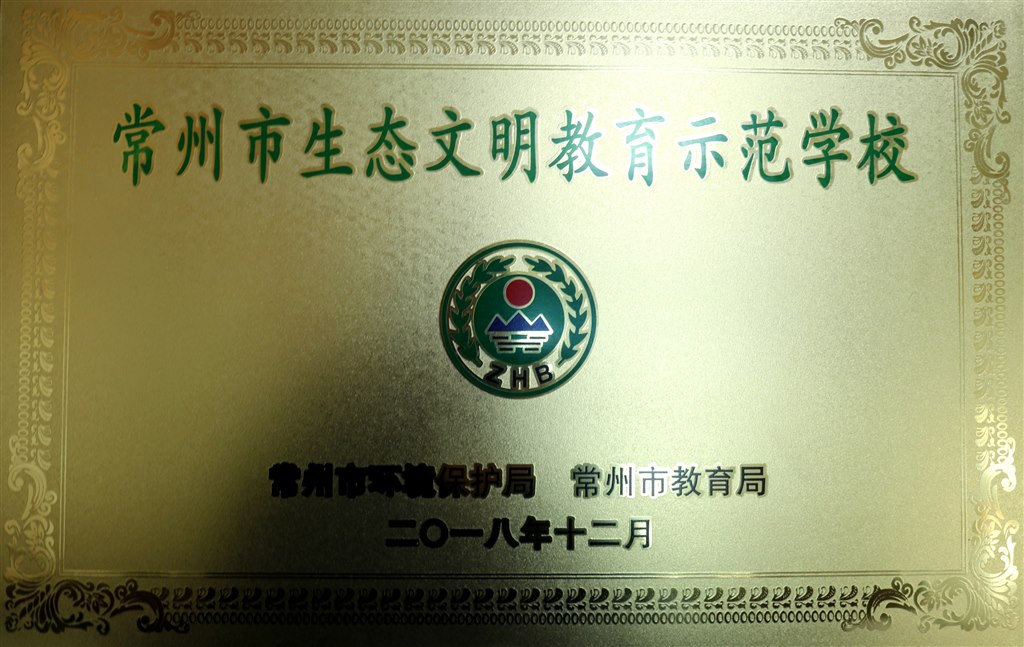 常州市生态文明教育示范学校
ZHB
常州市环境保护局 常州市教育局
二〇一八年十二月